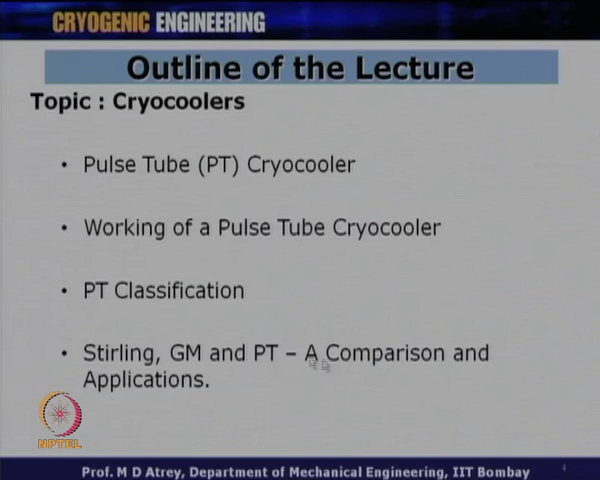 CRYOGENIC ENGINEERING
Outline of the Lecture
Topic : Cryocoolers
• Pulse Tube (PT) Cryocooler
• Working of a Pulse Tube Cryocooler
• PT Classification
• Stirling, GM and PT – A Comparison and
Applications.
NPTEL
Prof. M D Atrey, Department of Mechanical Engineering, IIT Bombay
4